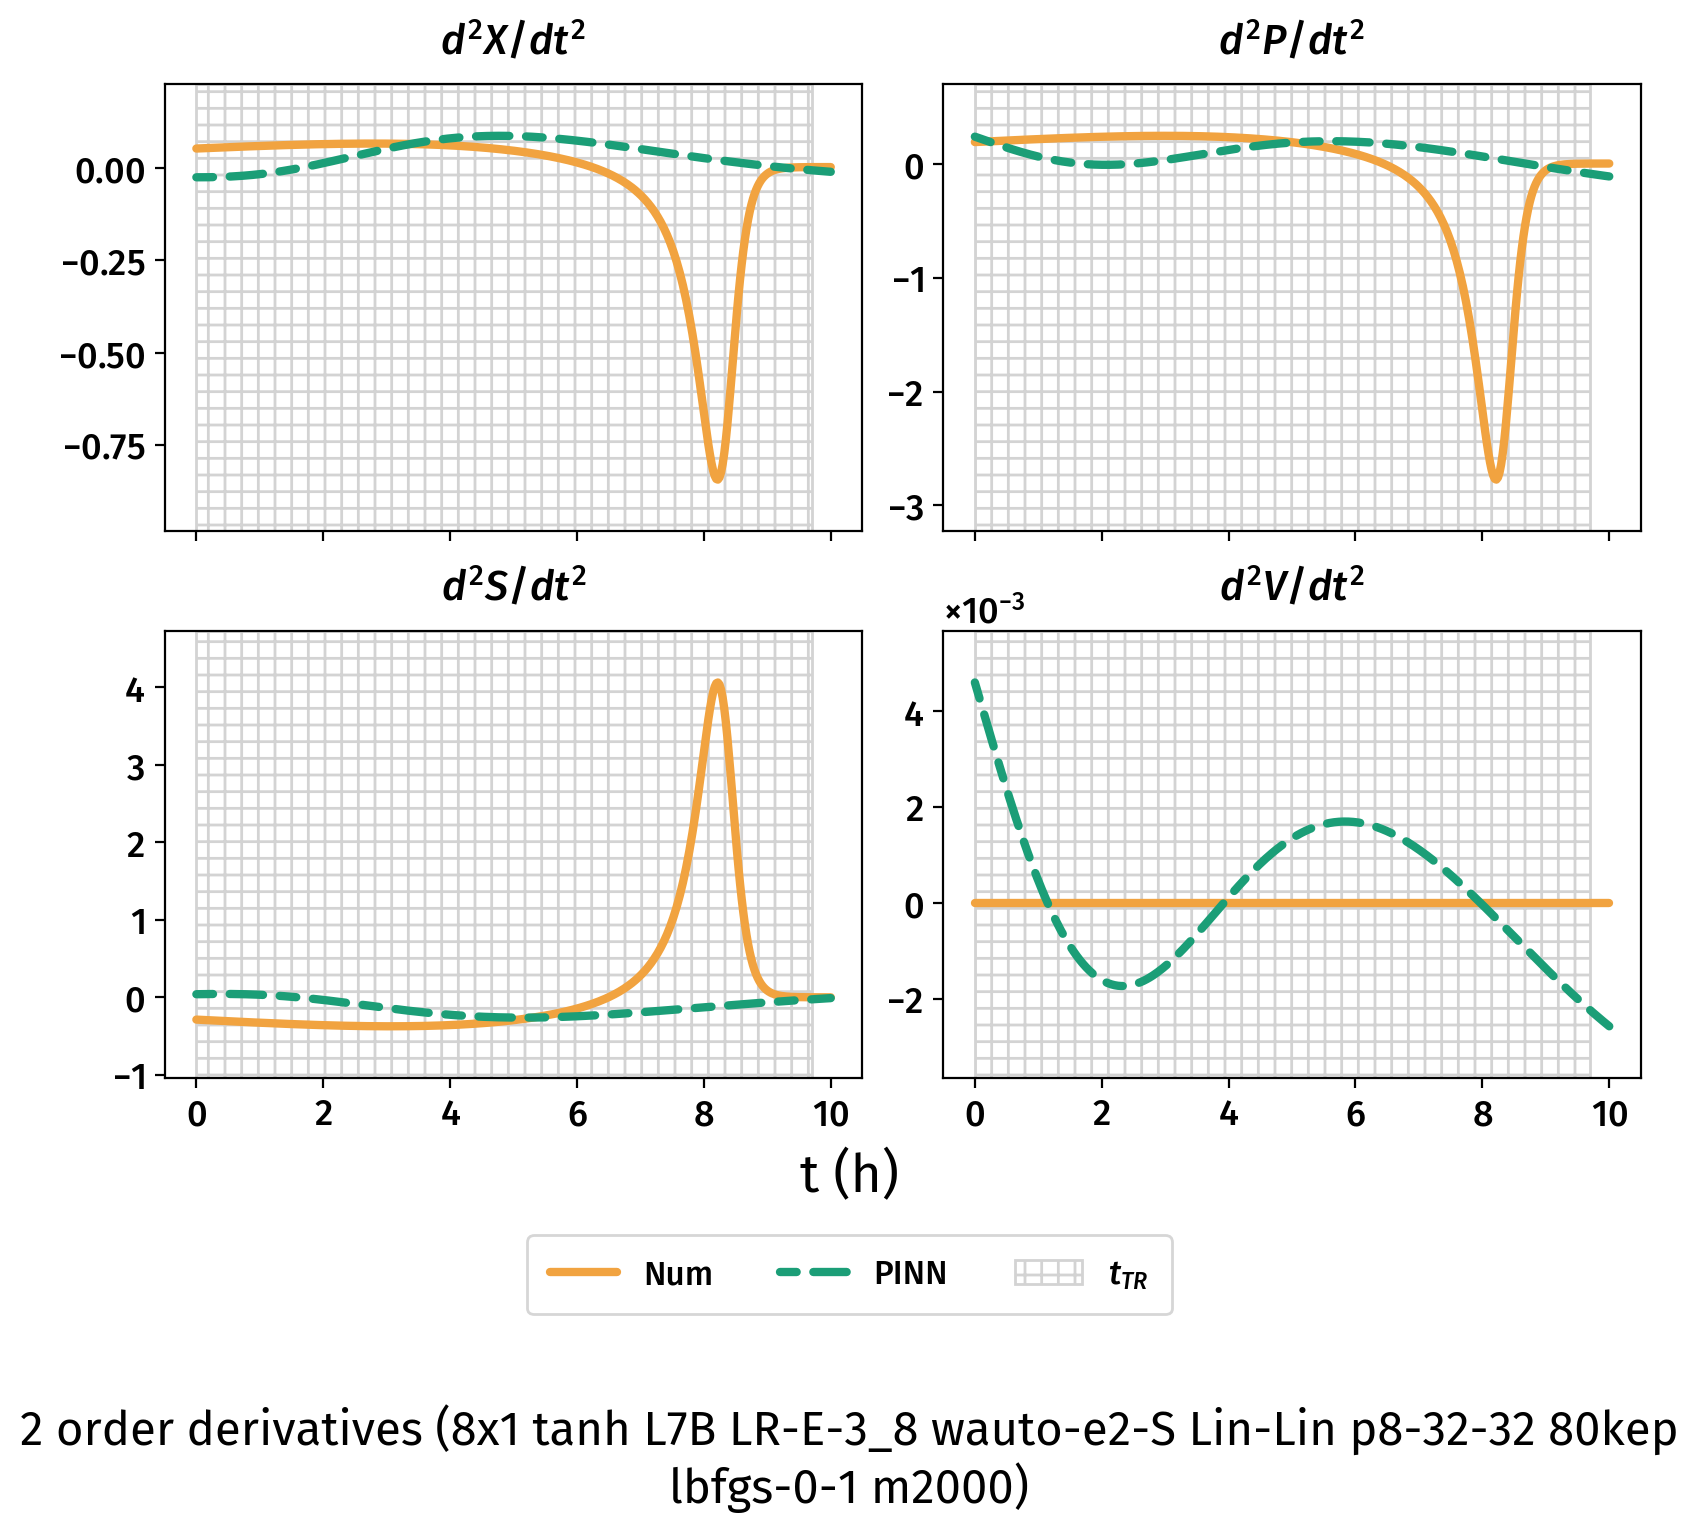 d²X/dt²
d²P/dt²
0.00
−0.25
−0.50
−0.75
0
−1
−2
−3
d²S/dt²
d²V/dt²
×10⁻³
4
3
2
1
0
−1
4
2
0
−2
0 2 4 6 8 10
0 2 4 6 8 10
t (h)
Num PINN t_TR
2 order derivatives (8x1 tanh L7B LR-E-3_8 wauto-e2-S Lin-Lin p8-32-32 80kep
lbfgs-0-1 m2000)